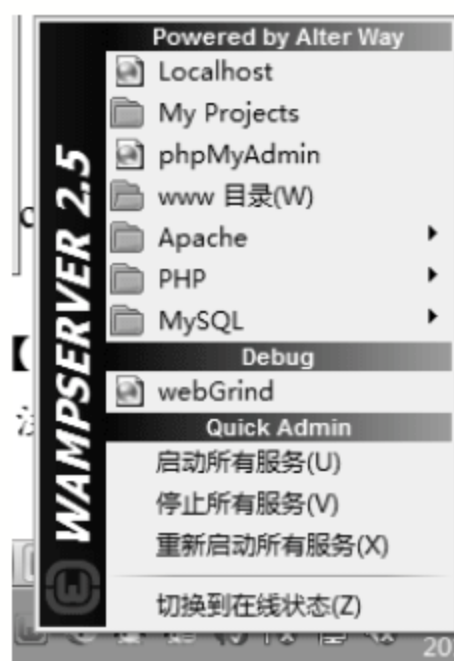 Powered by Alter Way
Localhost
My Projects
phpMyAdmin
www 目录(W)
Apache
PHP
MySQL
Debug
webGrind
Quick Admin
启动所有服务(U)
停止所有服务(V)
重新启动所有服务(X)
切换到在线状态(Z)
WAMPSERVER 2.5
20